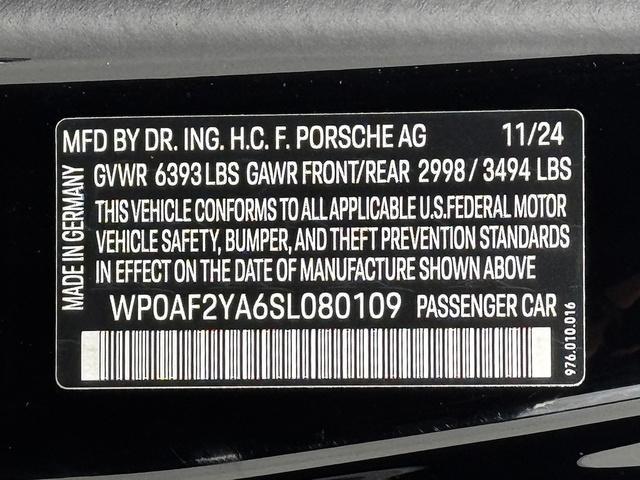 MFD BY DR. ING. H.C. F. PORSCHE AG 11/24
GVWR 6393 LBS GAWR FRONT/REAR 2998 / 3494 LBS
THIS VEHICLE CONFORMS TO ALL APPLICABLE U.S.FEDERAL MOTOR
VEHICLE SAFETY, BUMPER, AND THEFT PREVENTION STANDARDS
IN EFFECT ON THE DATE OF MANUFACTURE SHOWN ABOVE
WP0AF2YA6SL080109 PASSENGER CAR
MADE IN GERMANY
976.010.016